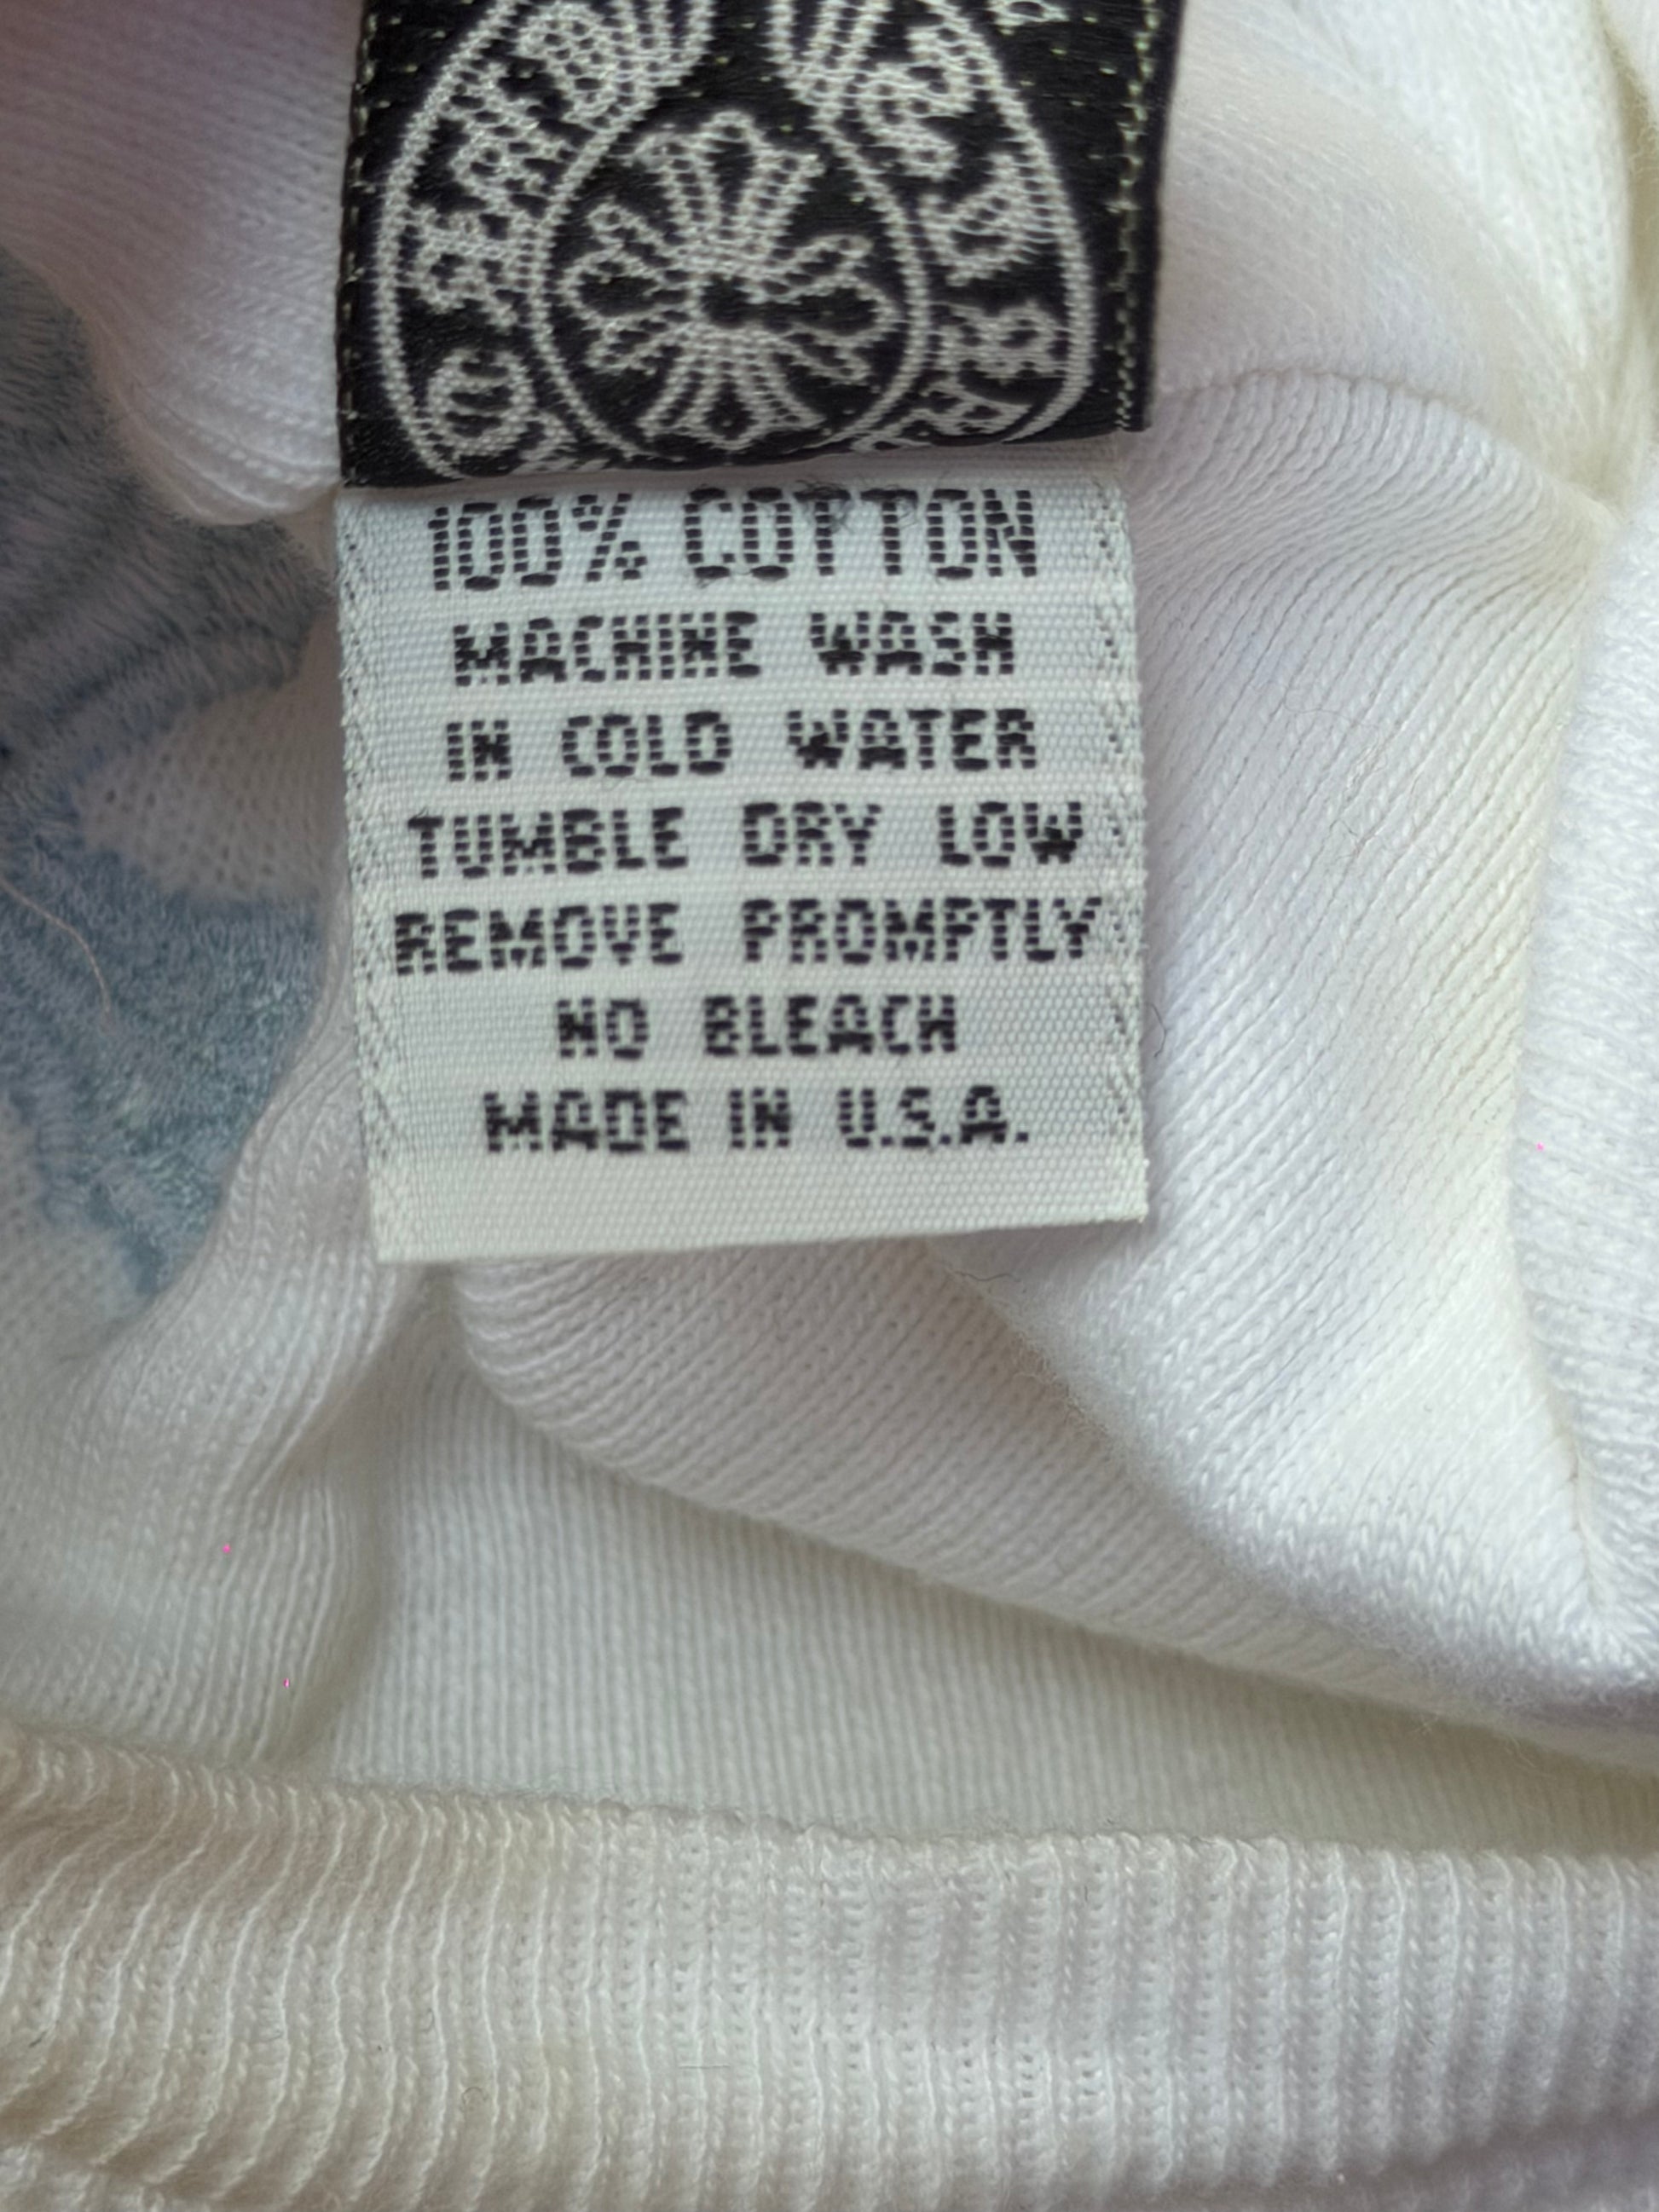 100% COTTON
MACHINE WASH
IN COLD WATER
TUMBLE DRY LOW
REMOVE PROMPTLY
NO BLEACH
MADE IN U.S.A.